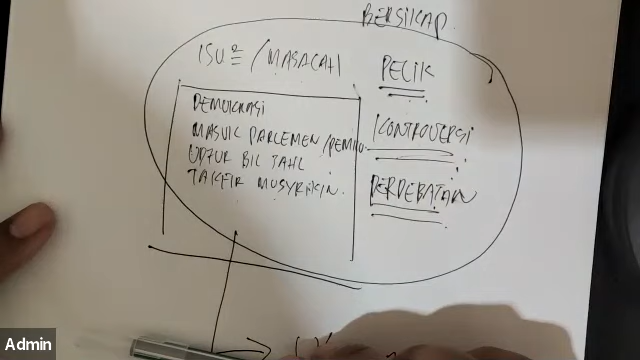 BERSIKAP
ISU² / MASALAH
PELIK
DEMOKRASI
MASUK PARLEMEN / PEMILU
UDZUR BIL JAHL
TAKFIR MUSYRIKIN.
KONTROVERSI
PERDEBATAN
Admin